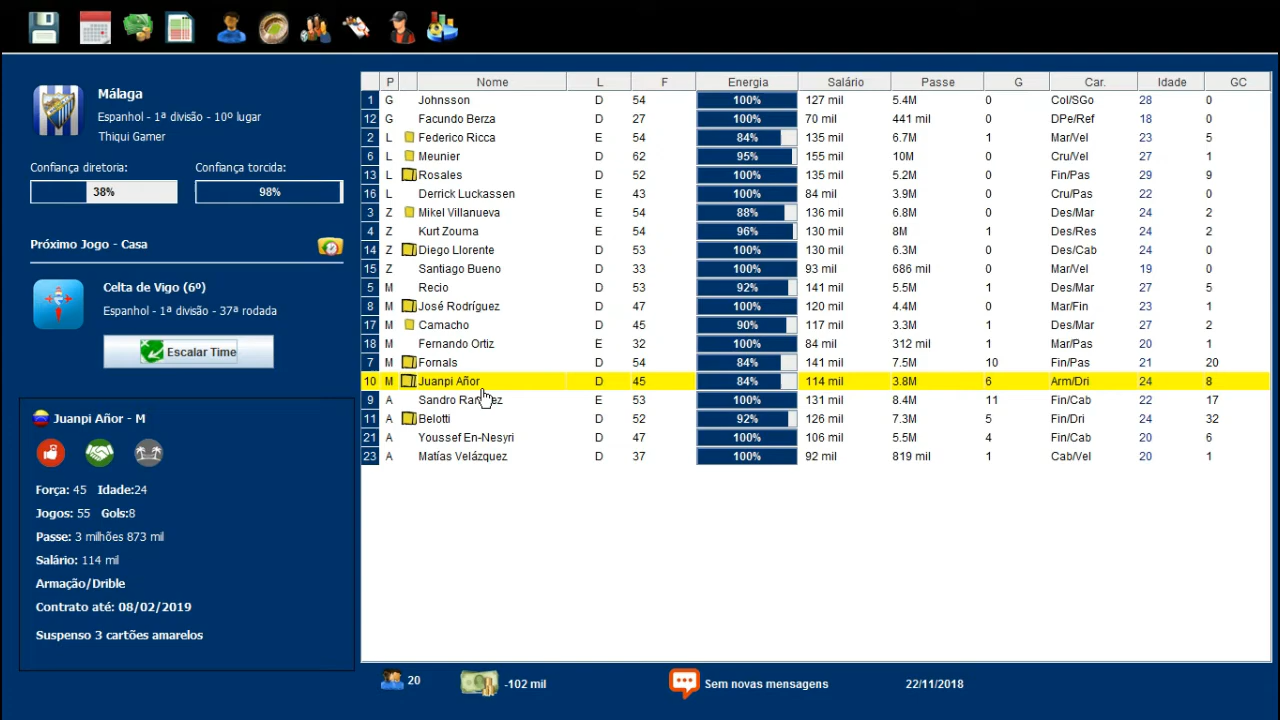 Málaga
Espanhol - 1ª divisão - 10º lugar
Thiqui Gamer
Confiança diretoria: Confiança torcida:
38% 98%
Próximo Jogo - Casa
Celta de Vigo (6º)
Espanhol - 1ª divisão - 37ª rodada
Escalar Time
Juanpi Añor - M
Força: 45 Idade:24
Jogos: 55 Gols:8
Passe: 3 milhões 873 mil
Salário: 114 mil
Armação/Drible
Contrato até: 08/02/2019
Suspenso 3 cartões amarelos
P Nome L F Energia Salário Passe G Car. Idade GC
1 G Johnsson D 54 100% 127 mil 5.4M 0 Col/SGo 28 0
12 G Facundo Berza D 27 100% 70 mil 441 mil 0 DPe/Ref 18 0
2 L Federico Ricca E 54 84% 135 mil 6.7M 1 Mar/Vel 23 5
6 L Meunier D 62 95% 155 mil 10M 0 Cru/Vel 27 1
13 L Rosales D 52 100% 135 mil 5.2M 0 Fin/Pas 29 9
16 L Derrick Luckassen E 43 100% 84 mil 3.9M 0 Cru/Pas 22 0
3 Z Mikel Villanueva E 54 88% 136 mil 6.8M 0 Des/Mar 24 2
4 Z Kurt Zouma E 54 96% 130 mil 8M 1 Des/Res 24 2
14 Z Diego Llorente D 53 100% 130 mil 6.3M 0 Des/Cab 24 0
15 Z Santiago Bueno D 33 100% 93 mil 686 mil 0 Mar/Vel 19 0
5 M Recio D 53 92% 141 mil 5.5M 1 Des/Mar 27 5
8 M José Rodríguez D 47 100% 120 mil 4.4M 0 Mar/Fin 23 1
17 M Camacho D 45 90% 117 mil 3.3M 1 Des/Mar 27 2
18 M Fernando Ortiz E 32 100% 84 mil 312 mil 1 Mar/Pas 20 1
7 M Fornals D 54 84% 141 mil 7.5M 10 Fin/Pas 21 20
10 M Juanpi Añor D 45 84% 114 mil 3.8M 6 Arm/Dri 24 8
9 A Sandro Ramírez E 53 100% 131 mil 8.4M 11 Fin/Cab 22 17
11 A Belotti D 52 92% 126 mil 7.3M 5 Fin/Dri 24 32
21 A Youssef En-Nesyri D 47 100% 106 mil 5.5M 4 Fin/Cab 20 6
23 A Matías Velázquez D 37 100% 92 mil 819 mil 1 Cab/Vel 20 1
20 -102 mil Sem novas mensagens 22/11/2018